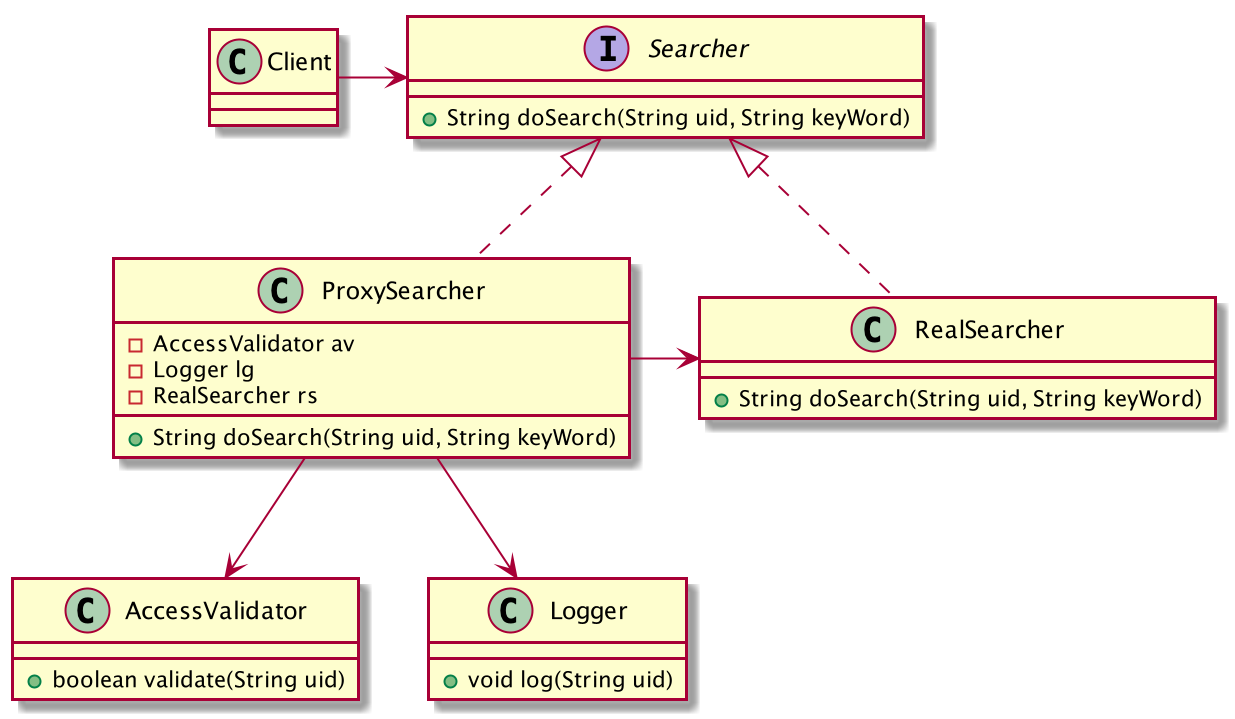 C Client
I Searcher
String doSearch(String uid, String keyWord)
C ProxySearcher
AccessValidator av
Logger lg
RealSearcher rs
String doSearch(String uid, String keyWord)
C RealSearcher
String doSearch(String uid, String keyWord)
C AccessValidator
boolean validate(String uid)
C Logger
void log(String uid)